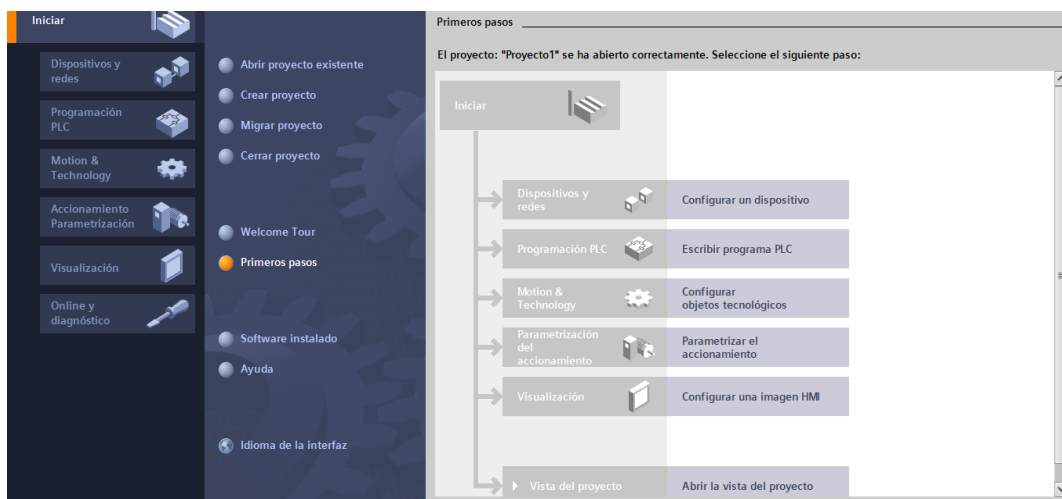 Iniciar
Dispositivos y
redes
Programación
PLC
Motion &
Technology
Accionamiento
Parametrización
Visualización
Online y
diagnóstico
Abrir proyecto existente
Crear proyecto
Migrar proyecto
Cerrar proyecto
Welcome Tour
Primeros pasos
Software instalado
Ayuda
Idioma de la interfaz
Primeros pasos
El proyecto: "Proyecto1" se ha abierto correctamente. Seleccione el siguiente paso:
Iniciar
Dispositivos y
redes
Configurar un dispositivo
Programación PLC
Escribir programa PLC
Motion &
Technology
Configurar
objetos tecnológicos
Parametrización
del
accionamiento
Parametrizar el
accionamiento
Visualización
Configurar una imagen HMI
Vista del proyecto
Abrir la vista del proyecto